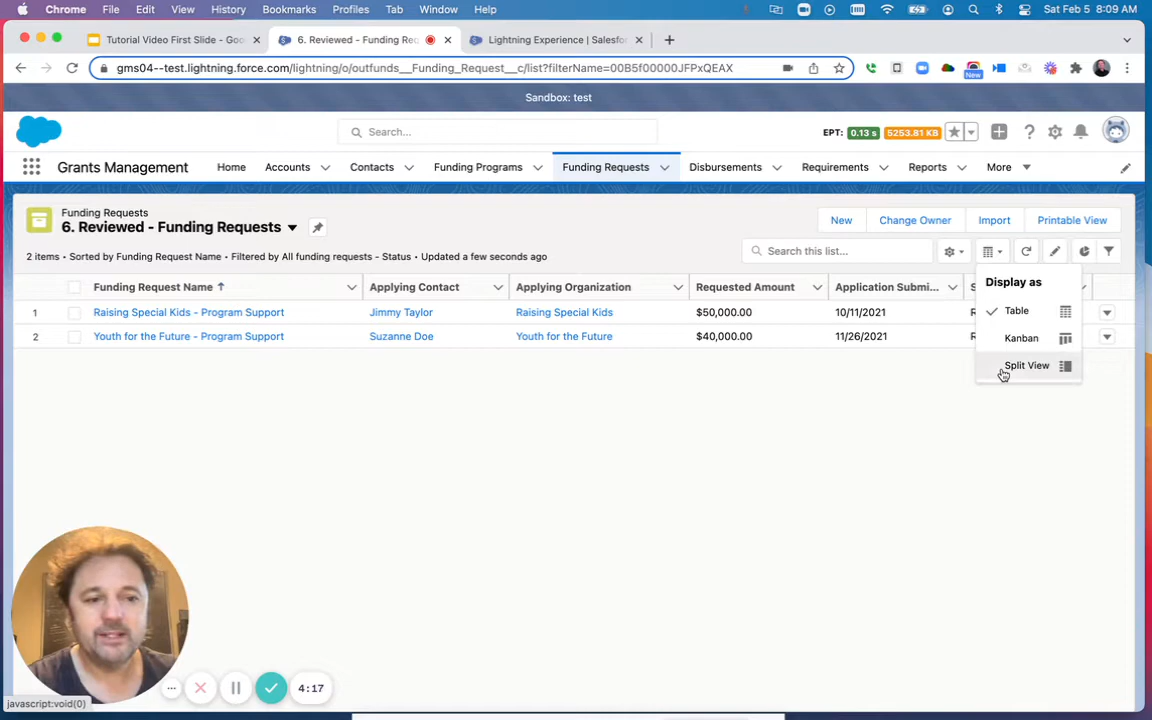 Chrome File Edit View History Bookmarks Profiles Tab Window Help Sat Feb 5 8:09 AM
Tutorial Video First Slide - Goo 6. Reviewed - Funding Rec Lightning Experience | Salesfor
gms04--test.lightning.force.com/lightning/o/outfunds__Funding_Request__c/list?filterName=00B5f00000JFPxQEAX
New
Sandbox: test
Search... EPT: 0.13 s 5253.81 KB
Grants Management Home Accounts Contacts Funding Programs Funding Requests Disbursements Requirements Reports More
Funding Requests
6. Reviewed - Funding Requests
New Change Owner Import Printable View
2 items • Sorted by Funding Request Name • Filtered by All funding requests - Status • Updated a few seconds ago
Search this list...
Funding Request Name Applying Contact Applying Organization Requested Amount Application Submi... S
1 Raising Special Kids - Program Support Jimmy Taylor Raising Special Kids $50,000.00 10/11/2021 R
2 Youth for the Future - Program Support Suzanne Doe Youth for the Future $40,000.00 11/26/2021 R
Display as
Table
Kanban
Split View
4:17
javascript:void(0)